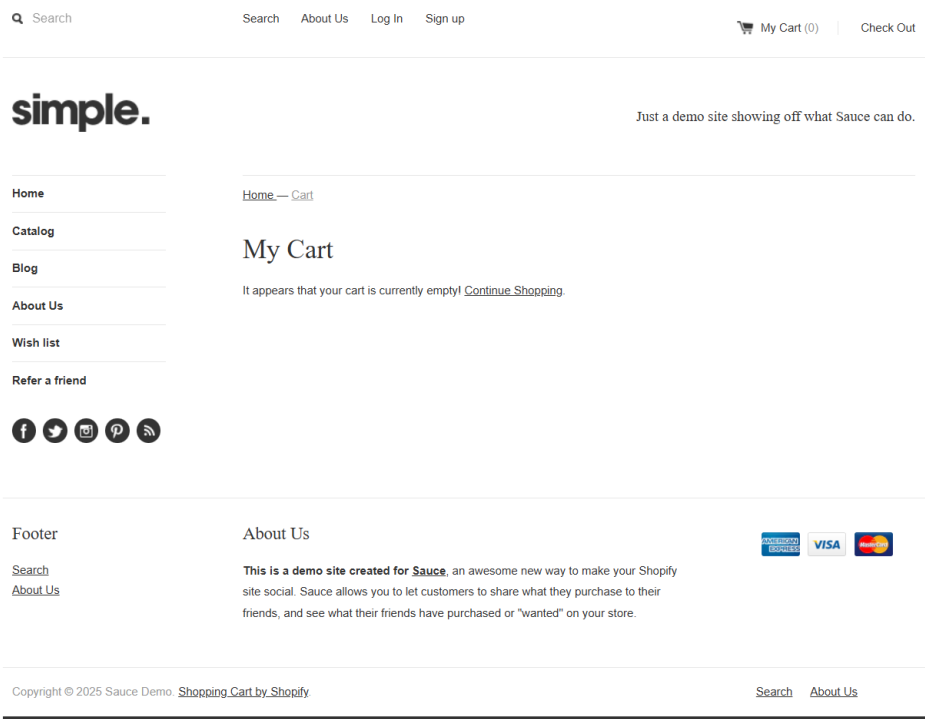 Search
Search About Us Log In Sign up
My Cart (0) Check Out
simple.
Just a demo site showing off what Sauce can do.
Home
Catalog
Blog
About Us
Wish list
Refer a friend
Home — Cart
My Cart
It appears that your cart is currently empty! Continue Shopping.
Footer
Search
About Us
About Us
This is a demo site created for Sauce, an awesome new way to make your Shopify
site social. Sauce allows you to let customers to share what they purchase to their
friends, and see what their friends have purchased or "wanted" on your store.
AMERICAN
EXPRESS
VISA
MasterCard
Copyright © 2025 Sauce Demo. Shopping Cart by Shopify.
Search About Us